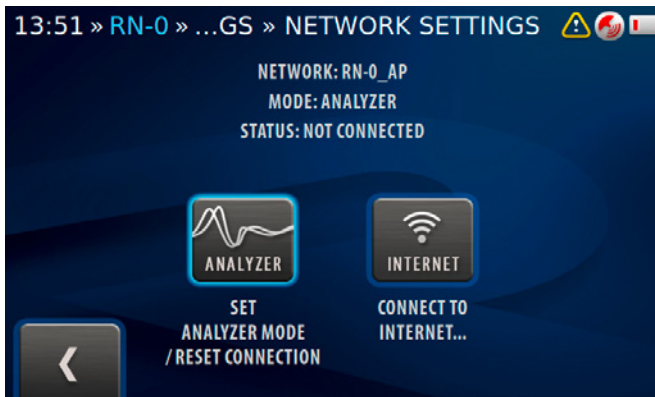 13:51 » RN-0 » ...GS » NETWORK SETTINGS
NETWORK: RN-0_AP
MODE: ANALYZER
STATUS: NOT CONNECTED
ANALYZER
INTERNET
SET
ANALYZER MODE
/ RESET CONNECTION
CONNECT TO
INTERNET...